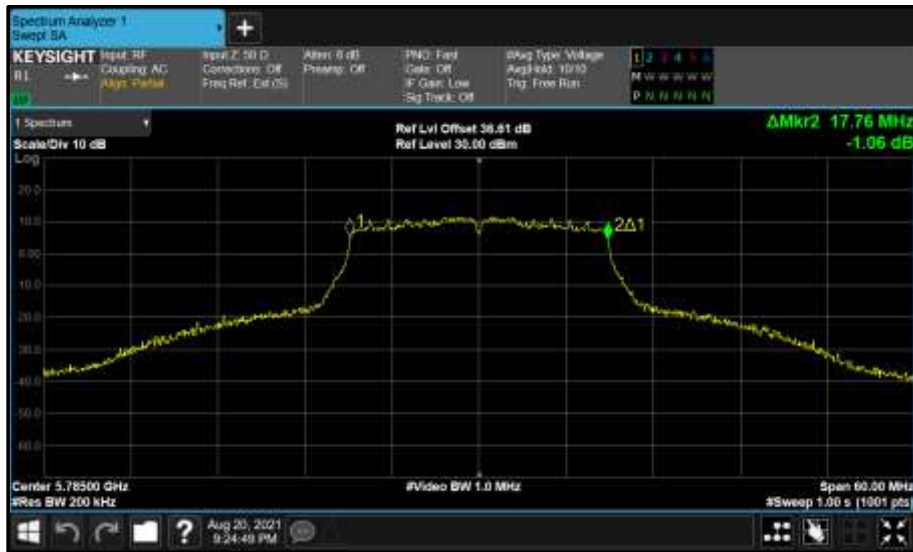 Spectrum Analyzer 1
Swept SA
+
KEYSIGHT Input: RF
Coupling: AC
Align: Partial
Input Z: 50 Ω
Corrections: Off
Freq Ref: Ext (S)
Atten: 6 dB
Preamp: Off
PNO: Fast
Gate: Off
IF Gain: Low
Sig Track: Off
#Avg Type: Voltage
Avg|Hold: 10/10
Trig: Free Run
1 2 3 4 5 6
M W W W W W
P N N N N N
1 Spectrum
Scale/Div 10 dB
Log
Ref Lvl Offset 36.61 dB
Ref Level 30.00 dBm
ΔMkr2 17.76 MHz
-1.06 dB
20.0
10.0
0.00
-10.0
-20.0
-30.0
-40.0
-50.0
-60.0
1
2Δ1
Center 5.78500 GHz
#Res BW 200 kHz
#Video BW 1.0 MHz
Span 60.00 MHz
#Sweep 1.00 s (1001 pts)
?
Aug 20, 2021
9:24:49 PM